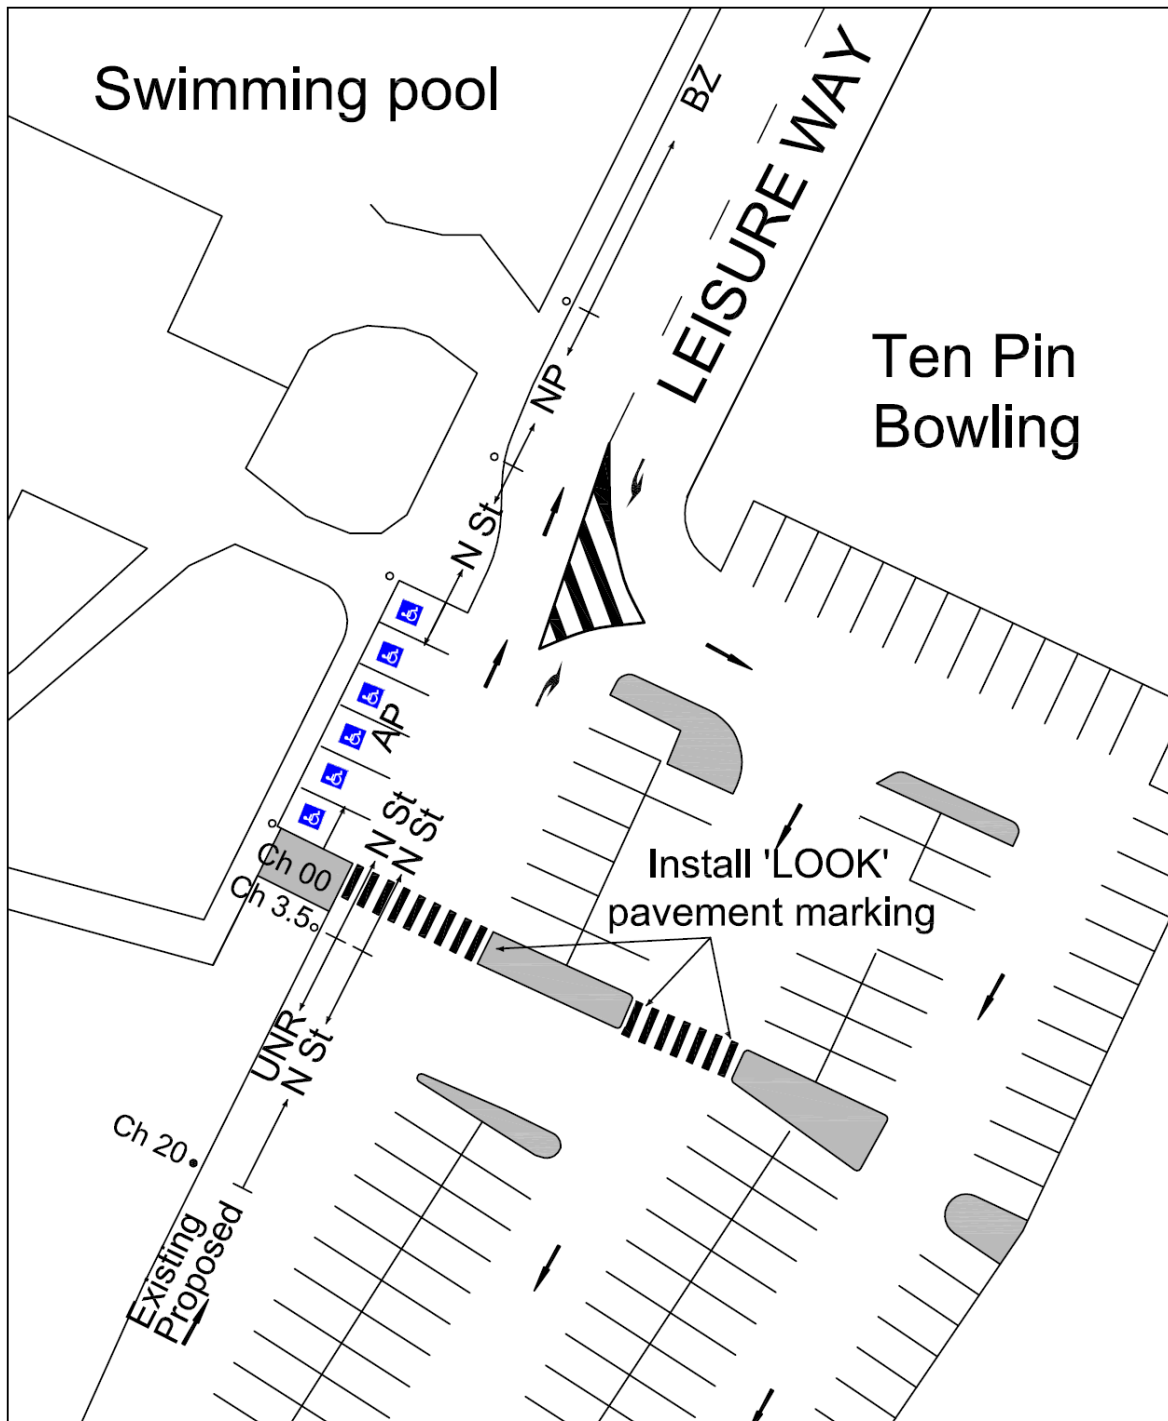 Swimming pool
BZ
LEISURE WAY
Ten Pin
Bowling
NP
N St
AP
N St
N St
Ch 00
Ch 3.5
Install 'LOOK'
pavement marking
UNR
N St
Ch 20
Existing
Proposed